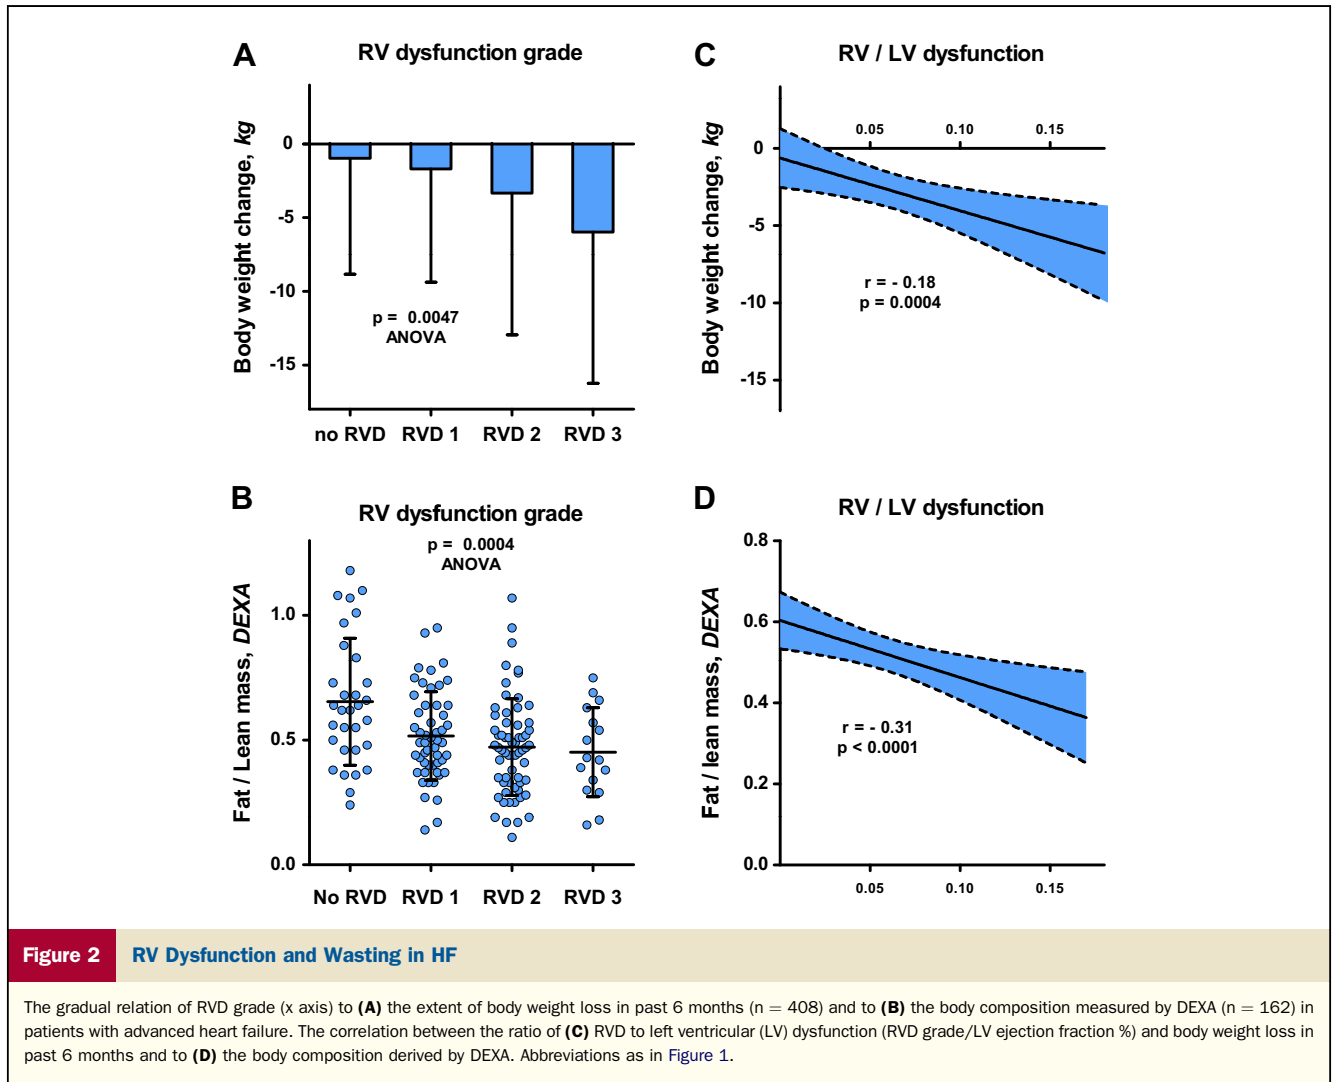 A
RV dysfunction grade
Body weight change, kg
0
-5
-10
-15
p = 0.0047
ANOVA
no RVD RVD 1 RVD 2 RVD 3
C
RV / LV dysfunction
Body weight change, kg
0.05 0.10 0.15
0
-5
-10
-15
r = - 0.18
p = 0.0004
B
RV dysfunction grade
p = 0.0004
ANOVA
Fat / Lean mass, DEXA
1.0
0.5
0.0
No RVD RVD 1 RVD 2 RVD 3
D
RV / LV dysfunction
Fat / lean mass, DEXA
0.8
0.6
0.4
0.2
0.0
r = - 0.31
p < 0.0001
0.05 0.10 0.15
Figure 2 RV Dysfunction and Wasting in HF
The gradual relation of RVD grade (x axis) to (A) the extent of body weight loss in past 6 months (n = 408) and to (B) the body composition measured by DEXA (n = 162) in
patients with advanced heart failure. The correlation between the ratio of (C) RVD to left ventricular (LV) dysfunction (RVD grade/LV ejection fraction %) and body weight loss in
past 6 months and to (D) the body composition derived by DEXA. Abbreviations as in Figure 1.